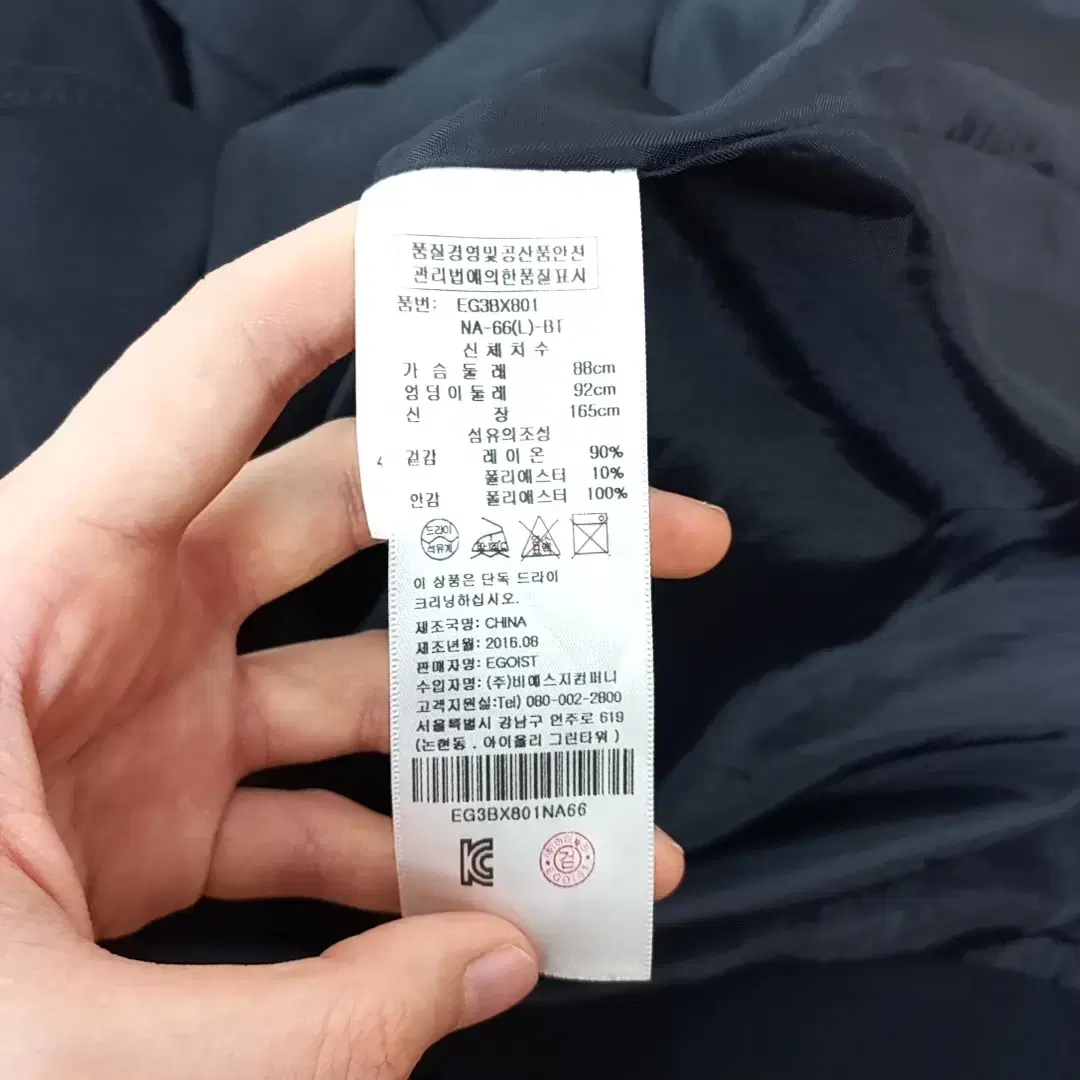 품질경영및공산품안전
관리법에의한품질표시
품번: EG3BX801
NA-66(L)-BT
신체치수
가슴둘레 88cm
엉덩이둘레 92cm
신장 165cm
섬유의조성
4 겉감 레이온 90%
폴리에스터 10%
안감 폴리에스터 100%
드라이
석유계
이 상품은 단독 드라이
크리닝하십시오.
제조국명: CHINA
제조년월: 2016.08
판매자명: EGOIST
수입자명: (주)비예스지컴퍼니
고객지원실:Tel) 080-002-2800
서울특별시 강남구 언주로 619
(논현동 . 아이올리 그린타워 )
EG3BX801NA66
검
EGOIST